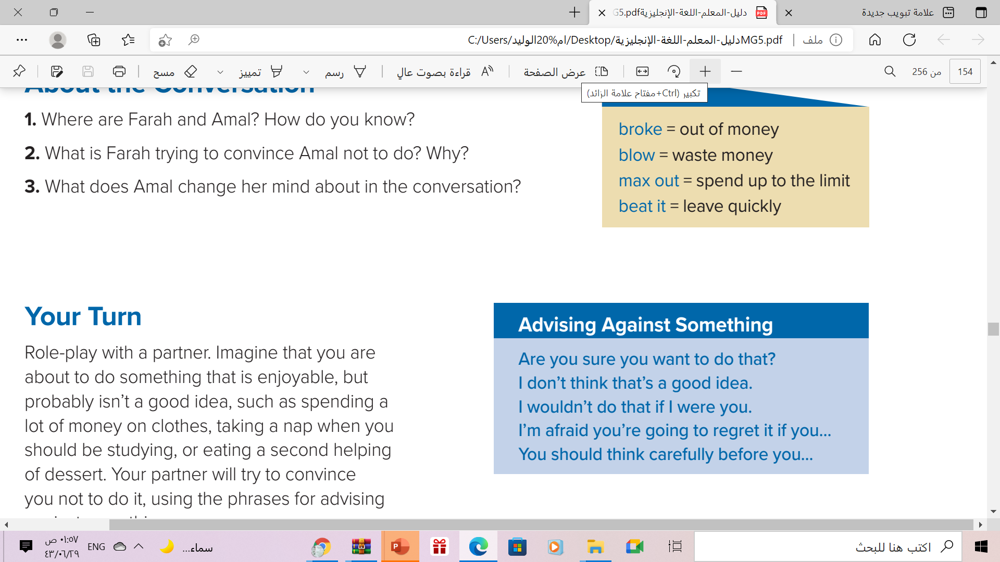 علامة تبويب جديدة
دليل-المعلم-اللغة-الإنجليزيةG5.pdf
ملف
C:/Users/ام%20الوليد/Desktop/دليل-المعلم-اللغة-الإنجليزيةMG5.pdf
154
من 256
عرض الصفحة
قراءة بصوت عالٍ
رسم
تمييز
مسح
تكبير (Ctrl+مفتاح علامة الزائد)
About the Conversation
1. Where are Farah and Amal? How do you know?
2. What is Farah trying to convince Amal not to do? Why?
3. What does Amal change her mind about in the conversation?
broke = out of money
blow = waste money
max out = spend up to the limit
beat it = leave quickly
Your Turn
Role-play with a partner. Imagine that you are
about to do something that is enjoyable, but
probably isn’t a good idea, such as spending a
lot of money on clothes, taking a nap when you
should be studying, or eating a second helping
of dessert. Your partner will try to convince
you not to do it, using the phrases for advising
Advising Against Something
Are you sure you want to do that?
I don’t think that’s a good idea.
I wouldn’t do that if I were you.
I’m afraid you’re going to regret it if you...
You should think carefully before you...
اكتب هنا للبحث
سماء...
ENG
٠١:٥٧ ص
٤٣/٠٦/٢٩